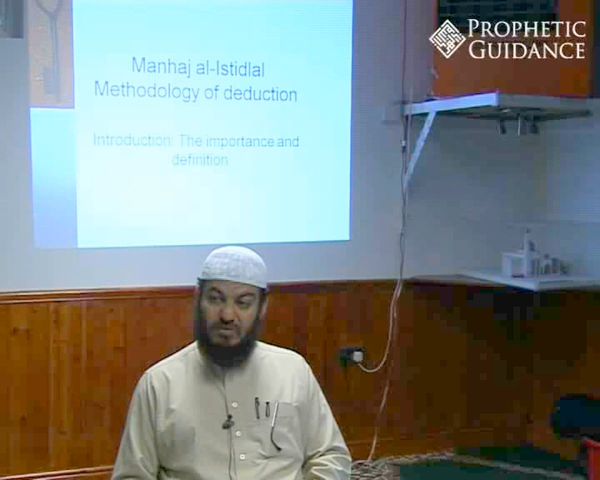 PROPHETIC
GUIDANCE
Manhaj al-Istidlal
Methodology of deduction
Introduction: The importance and
definition